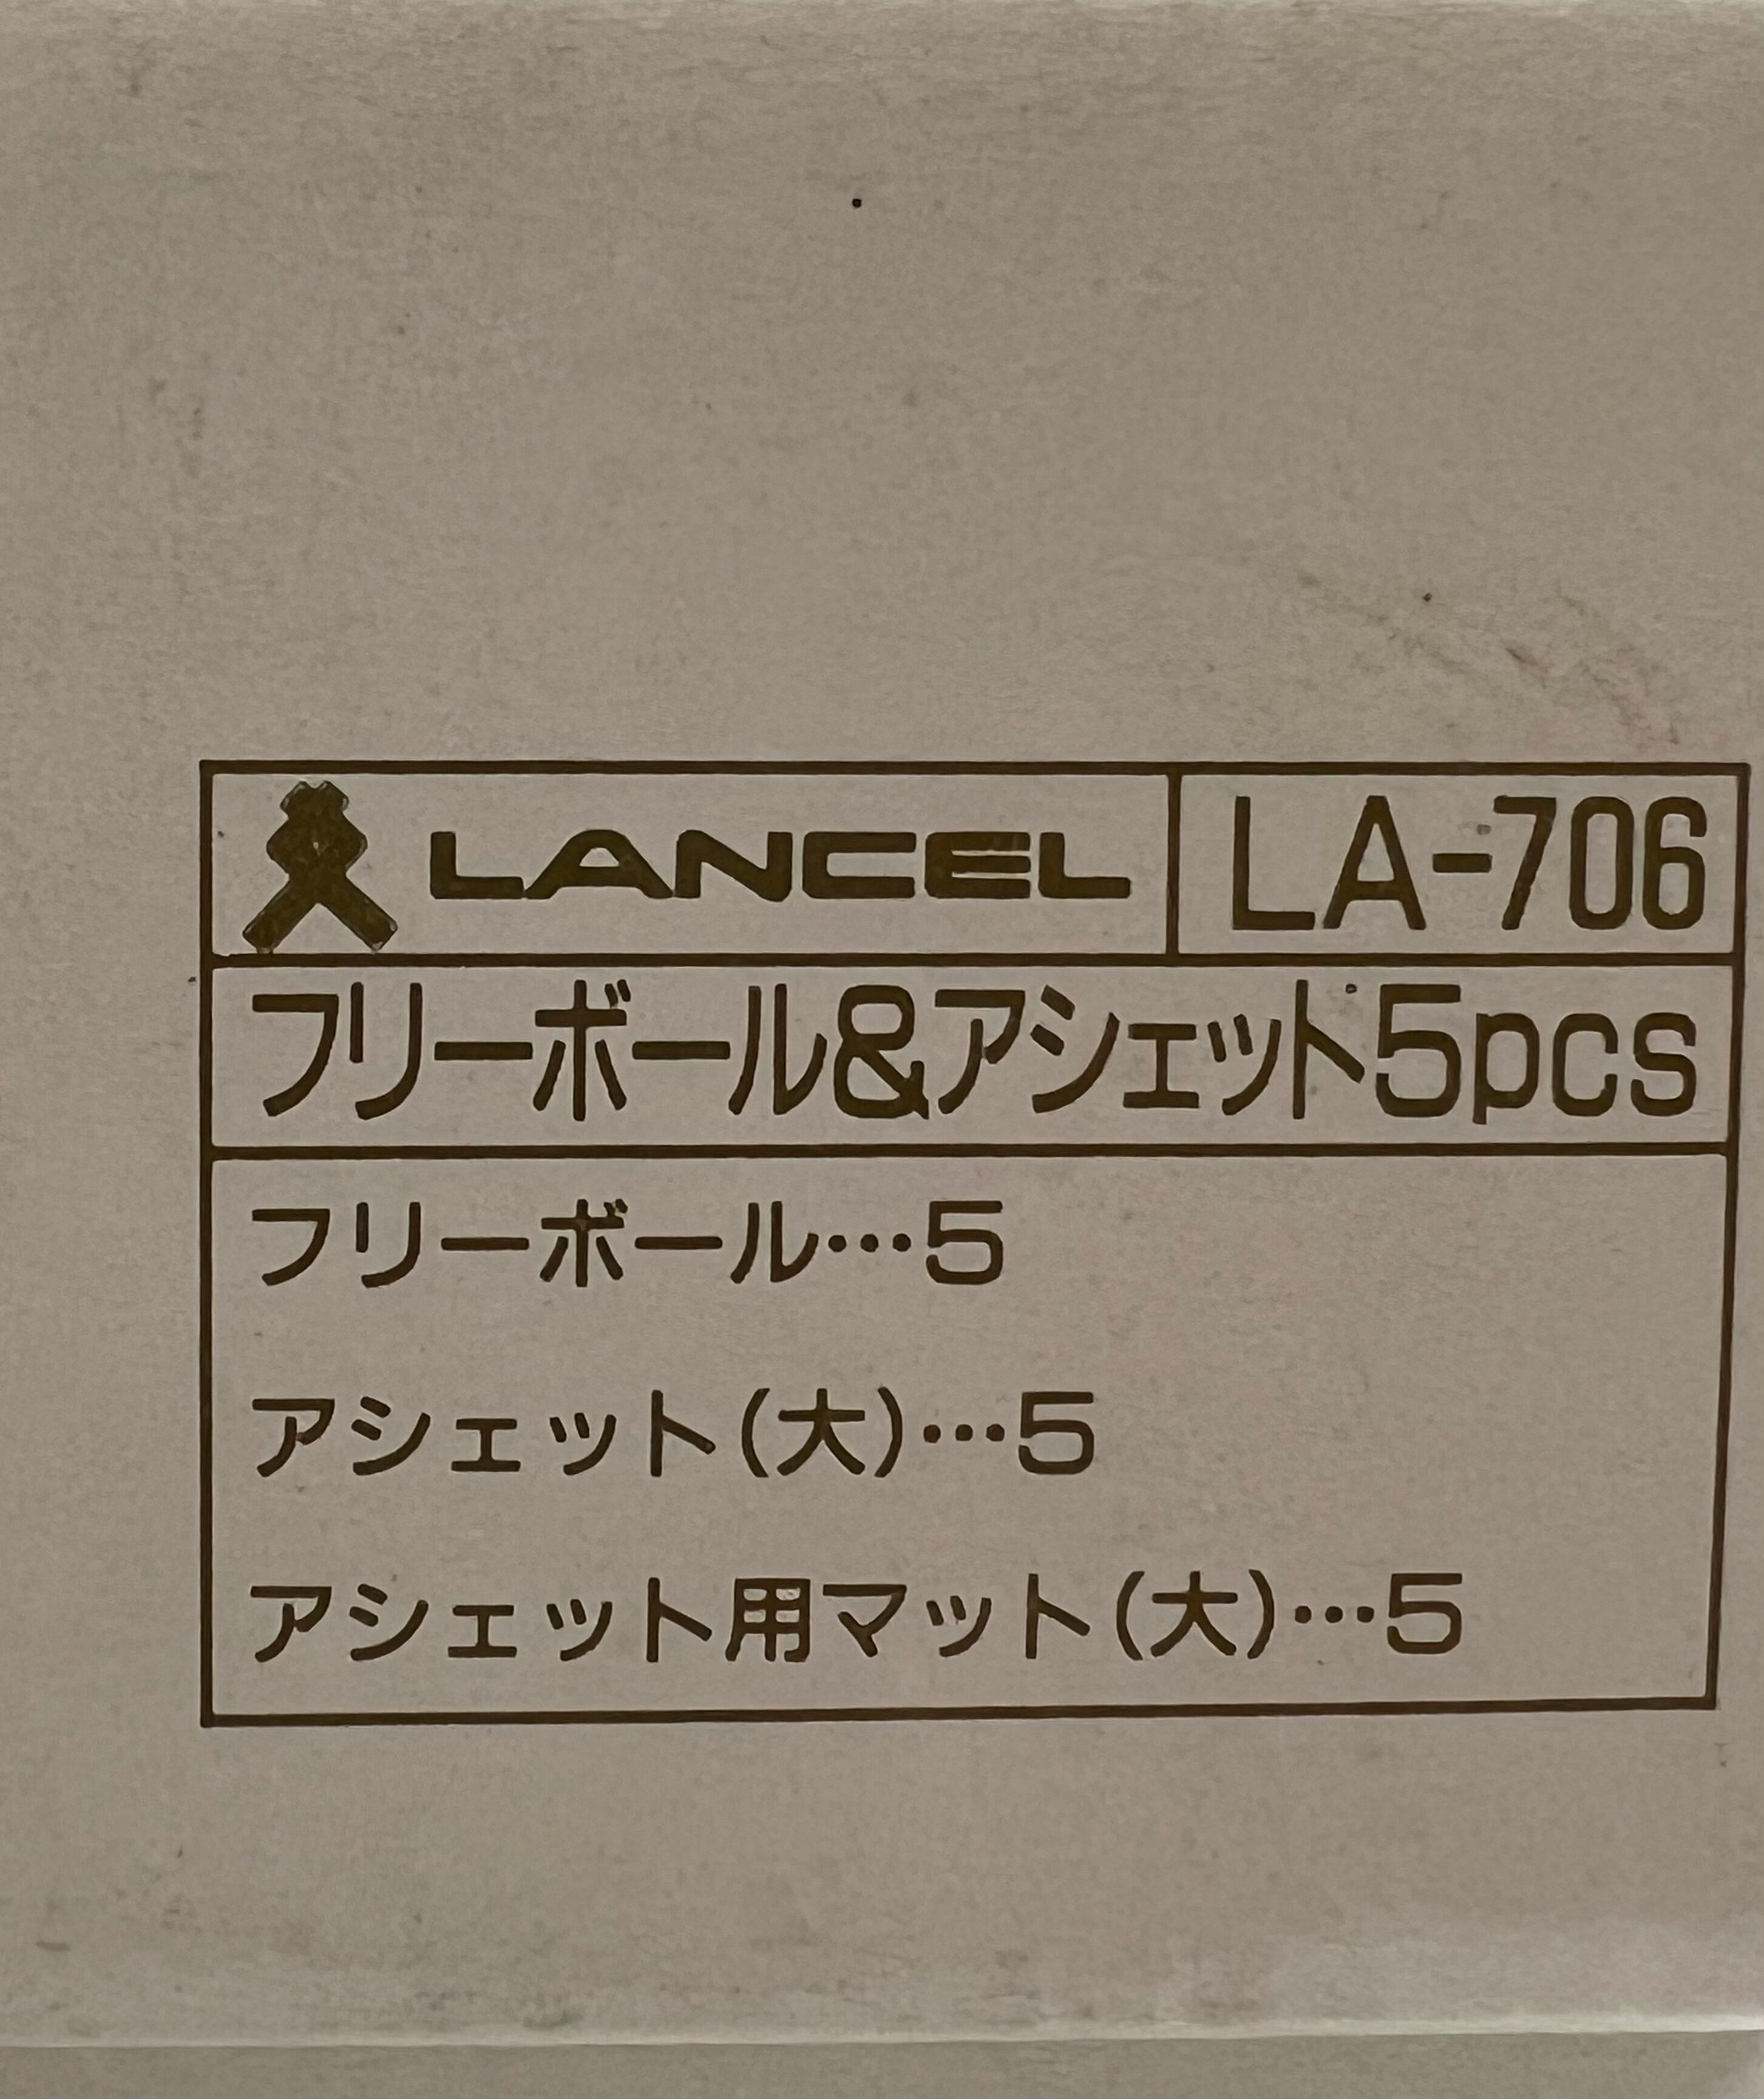 LANCEL LA-706
フリーボール&アシェット5pcs
フリーボール…5
アシェット(大)…5
アシェット用マット(大)…5